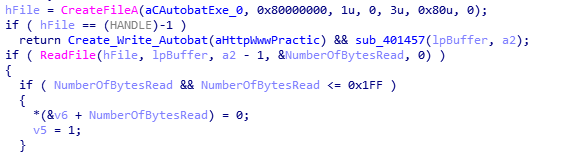 hFile = CreateFileA(aCAutobatExe_0, 0x80000000, 1u, 0, 3u, 0x80u, 0);
if ( hFile == (HANDLE)-1 )
  return Create_Write_Autobat(aHttpWwwPractic) && sub_401457(lpBuffer, a2);
if ( ReadFile(hFile, lpBuffer, a2 - 1, &NumberOfBytesRead, 0) )
{
  if ( NumberOfBytesRead && NumberOfBytesRead <= 0x1FF )
  {
    *(&v6 + NumberOfBytesRead) = 0;
    v5 = 1;
  }